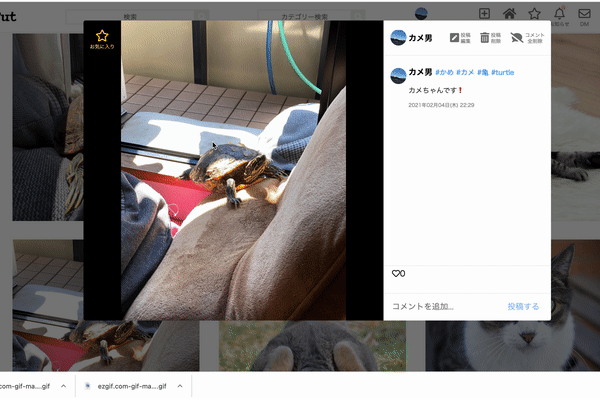 検索
カテゴリー検索
お知らせ
DM
お気に入り
カメ男
投稿
編集
投稿
削除
コメント
全削除
カメ男 #かめ #カメ #亀 #turtle
カメちゃんです❗
2021年02月04日(木) 22:29
0
コメントを追加...
投稿する
com-gif-ma....gif
ezgif.com-gif-ma....gif